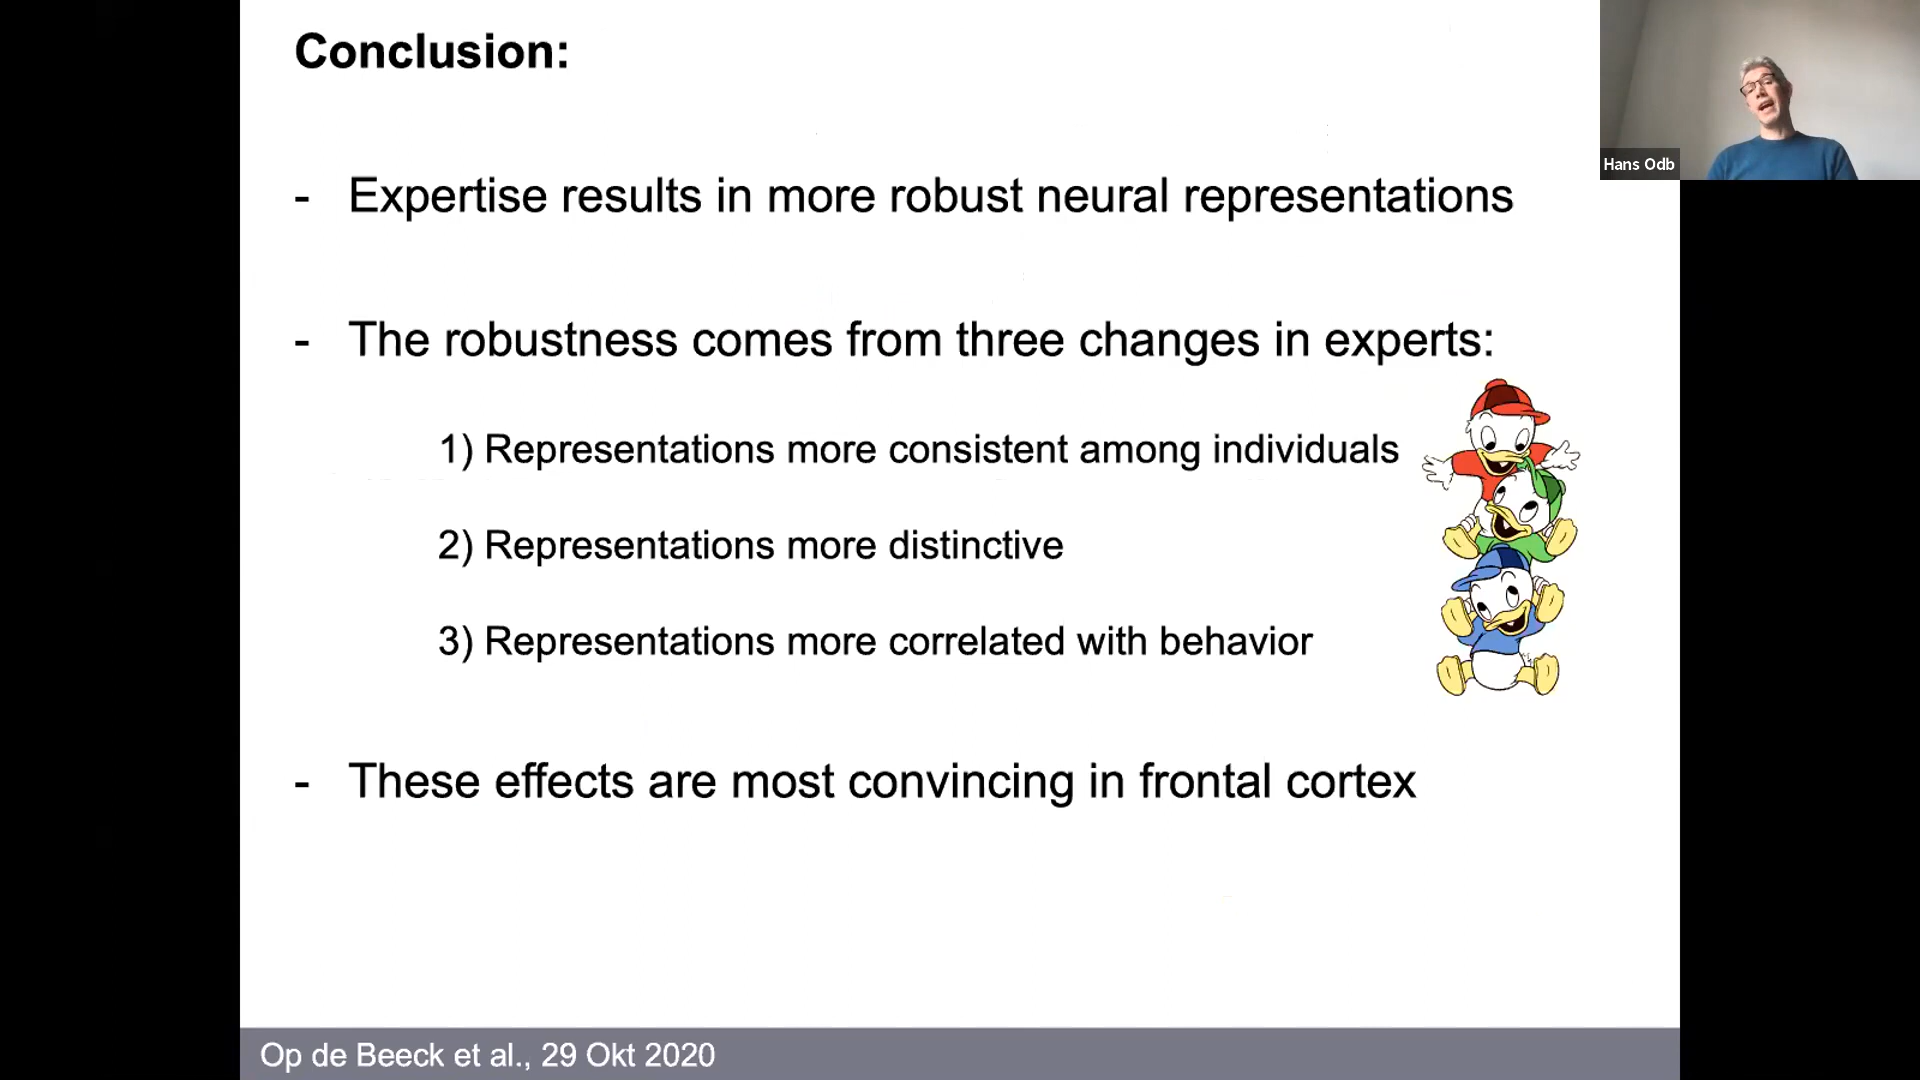 Conclusion:
Hans Odb
- Expertise results in more robust neural representations
- The robustness comes from three changes in experts:
1) Representations more consistent among individuals
2) Representations more distinctive
3) Representations more correlated with behavior
- These effects are most convincing in frontal cortex
Op de Beeck et al., 29 Okt 2020